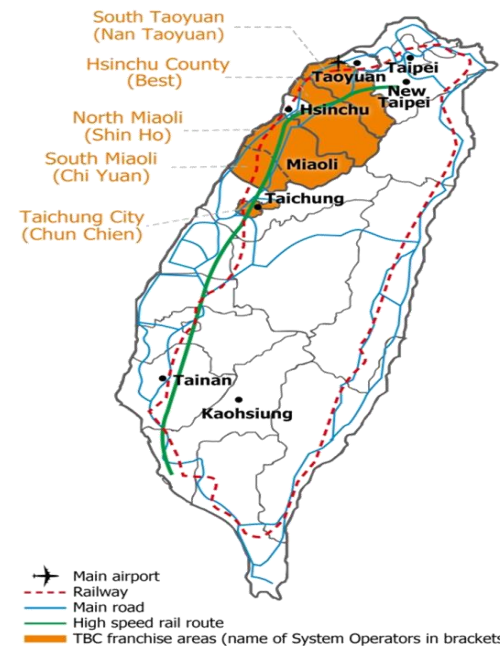 South Taoyuan
(Nan Taoyuan)
Hsinchu County
(Best)
North Miaoli
(Shin Ho)
South Miaoli
(Chi Yuan)
Taichung City
(Chun Chien)
Taoyuan
Taipei
New
Taipei
Hsinchu
Miaoli
Taichung
Tainan
Kaohsiung
Main airport
Railway
Main road
High speed rail route
TBC franchise areas (name of System Operators in brackets